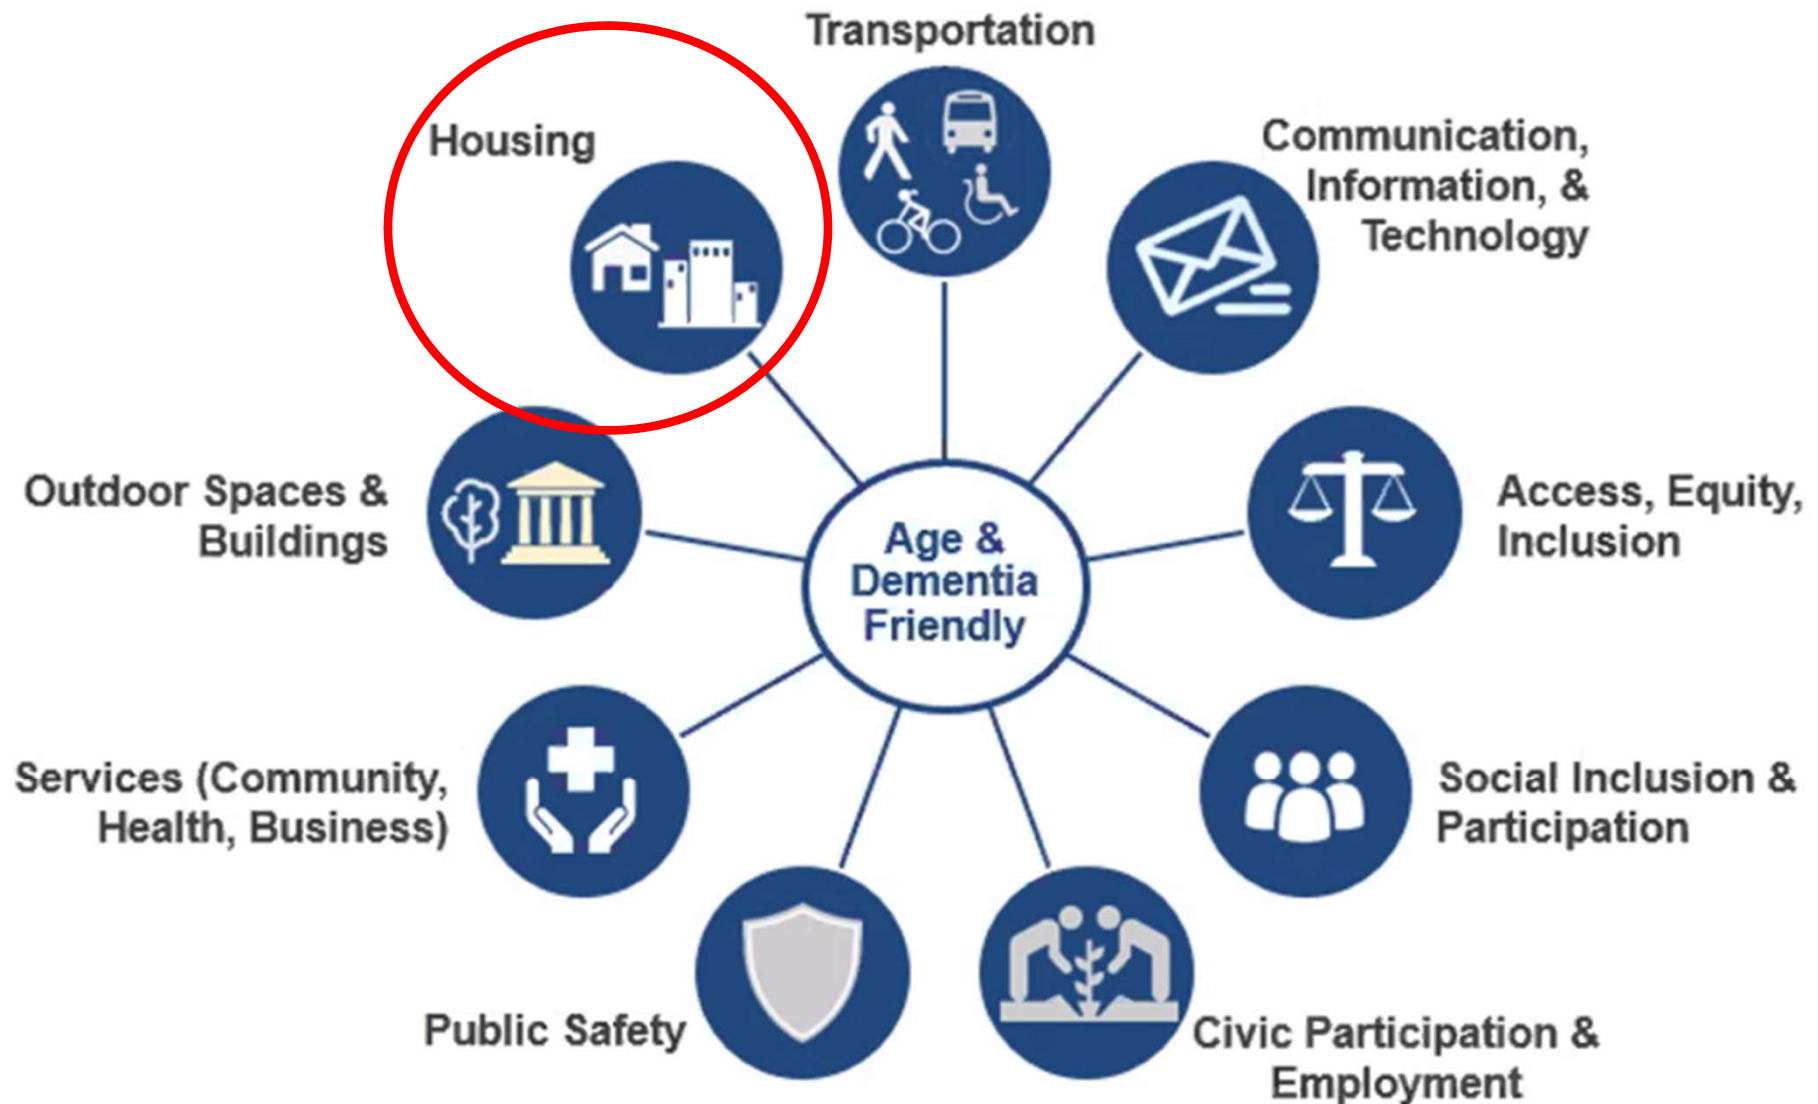 Transportation
Housing
Communication,
Information, &
Technology
Outdoor Spaces &
Buildings
Age &
Dementia
Friendly
Access, Equity,
Inclusion
Services (Community,
Health, Business)
Social Inclusion &
Participation
Public Safety
Civic Participation &
Employment